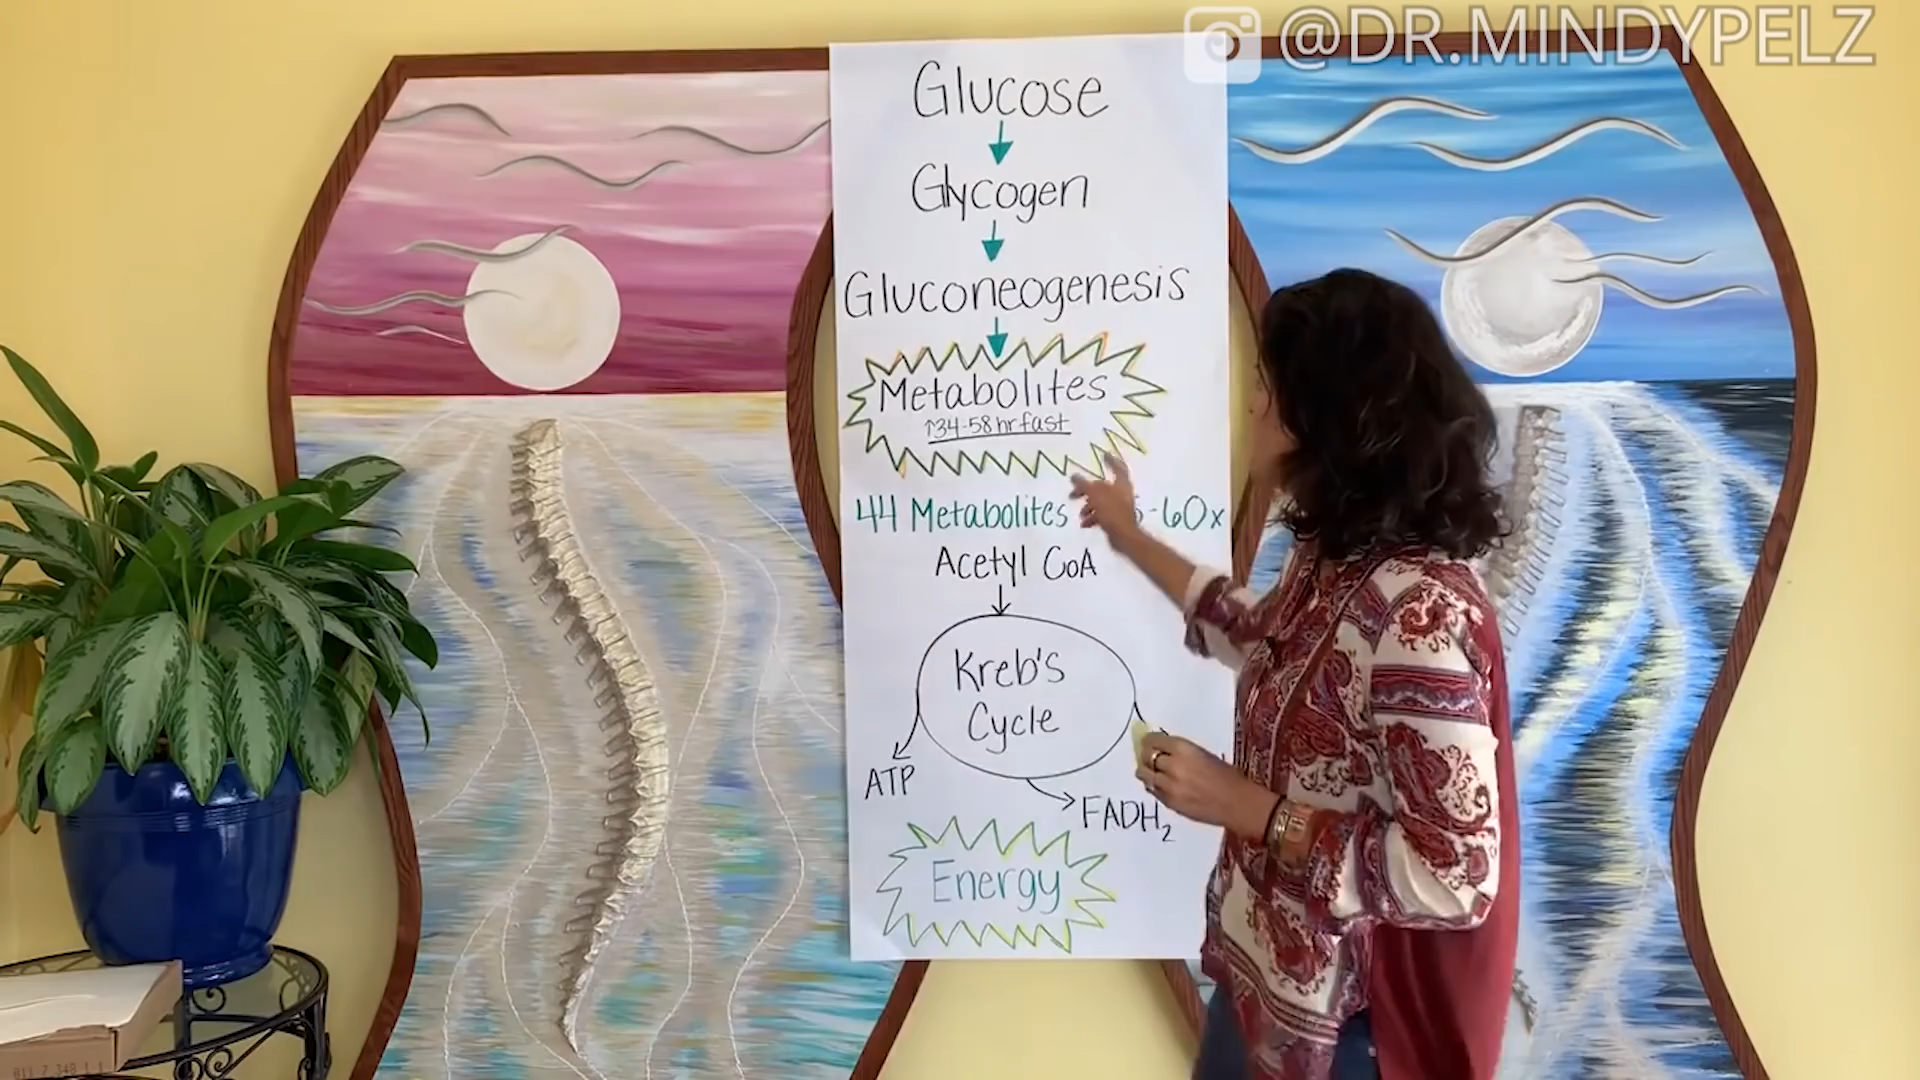 @DR.MINDYPELZ
Glucose
Glycogen
Gluconeogenesis
Metabolites
↑34-58 hr fast
44 Metabolites -60x
Acetyl CoA
Kreb's
Cycle
ATP
FADH₂
Energy